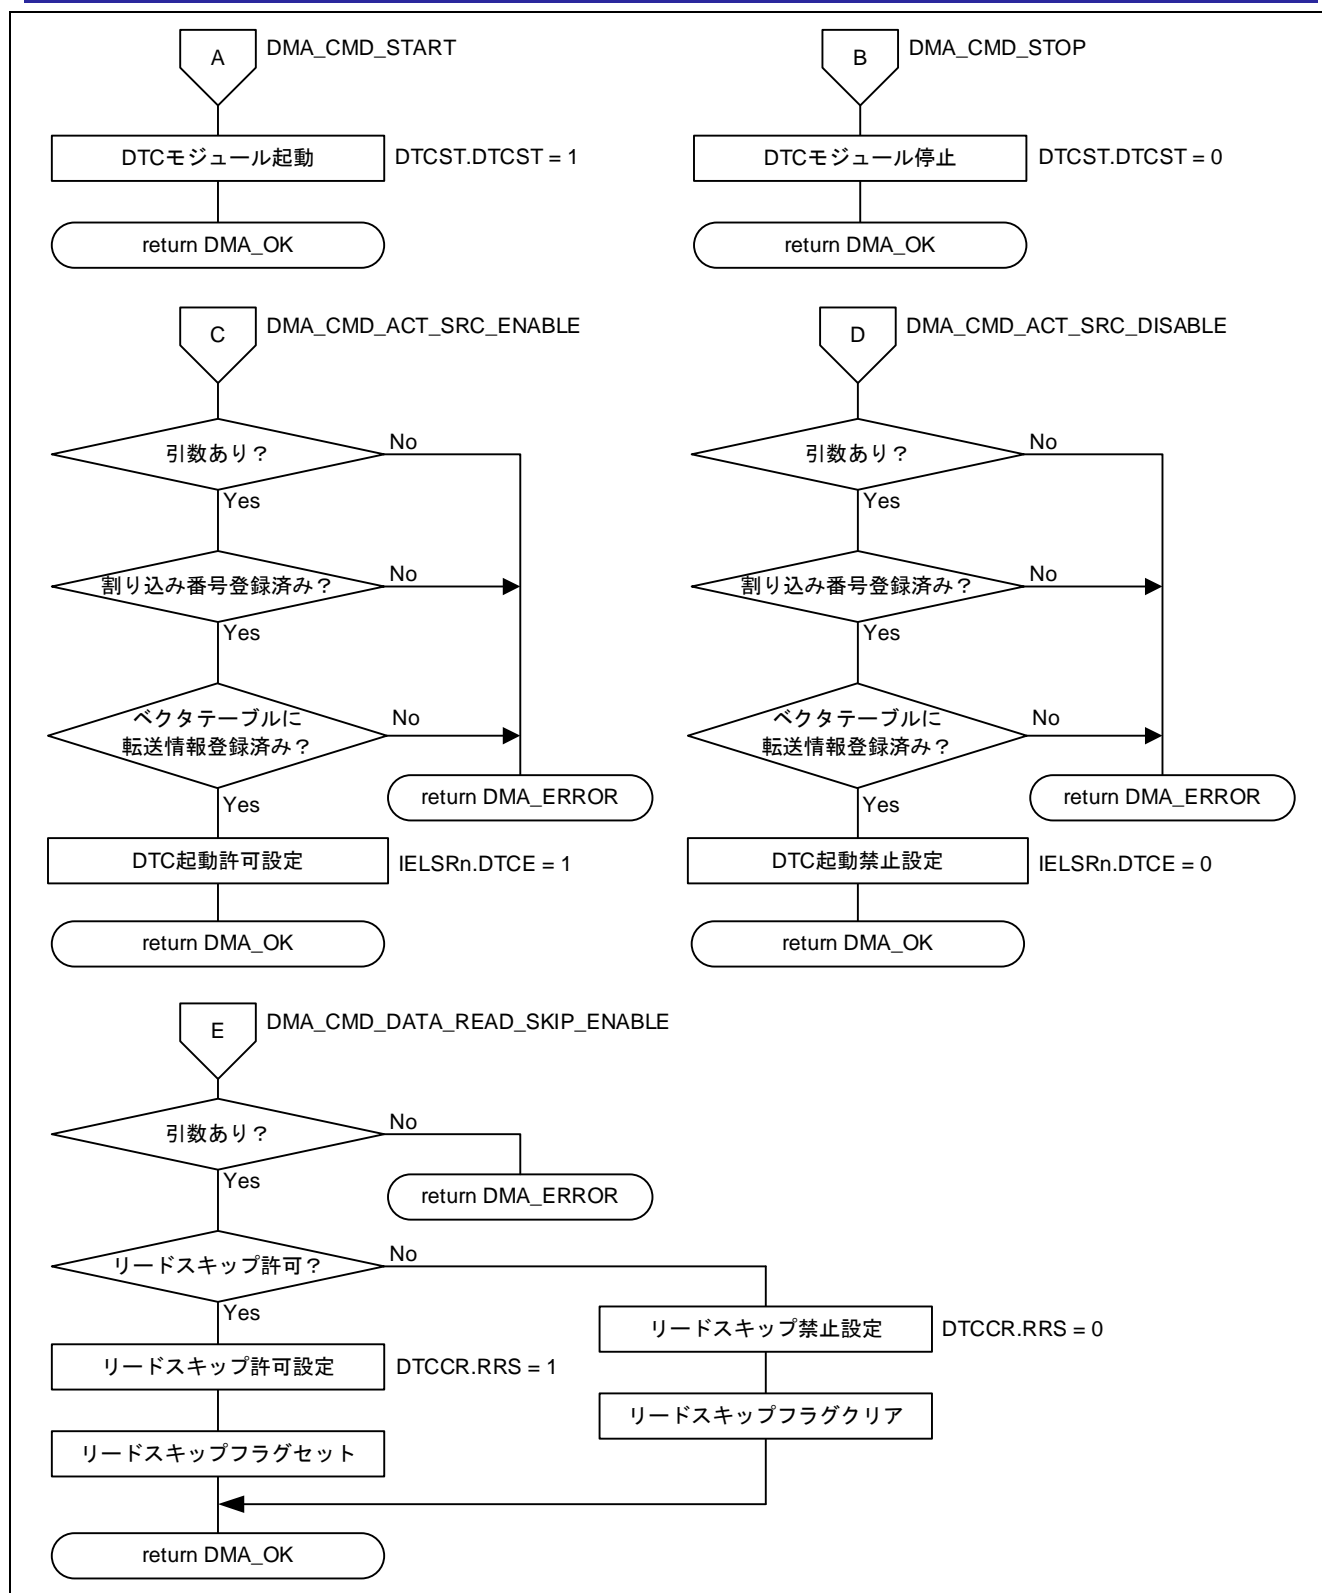 A
DMA_CMD_START
DTCモジュール起動
DTCST.DTCST = 1
return DMA_OK
B
DMA_CMD_STOP
DTCモジュール停止
DTCST.DTCST = 0
return DMA_OK
C
DMA_CMD_ACT_SRC_ENABLE
引数あり？
No
Yes
割り込み番号登録済み？
No
Yes
ベクタテーブルに
転送情報登録済み？
No
Yes
return DMA_ERROR
DTC起動許可設定
IELSRn.DTCE = 1
return DMA_OK
D
DMA_CMD_ACT_SRC_DISABLE
引数あり？
No
Yes
割り込み番号登録済み？
No
Yes
ベクタテーブルに
転送情報登録済み？
No
Yes
return DMA_ERROR
DTC起動禁止設定
IELSRn.DTCE = 0
return DMA_OK
E
DMA_CMD_DATA_READ_SKIP_ENABLE
引数あり？
No
Yes
return DMA_ERROR
リードスキップ許可？
No
Yes
リードスキップ禁止設定
DTCCR.RRS = 0
リードスキップ許可設定
DTCCR.RRS = 1
リードスキップフラグクリア
リードスキップフラグセット
return DMA_OK